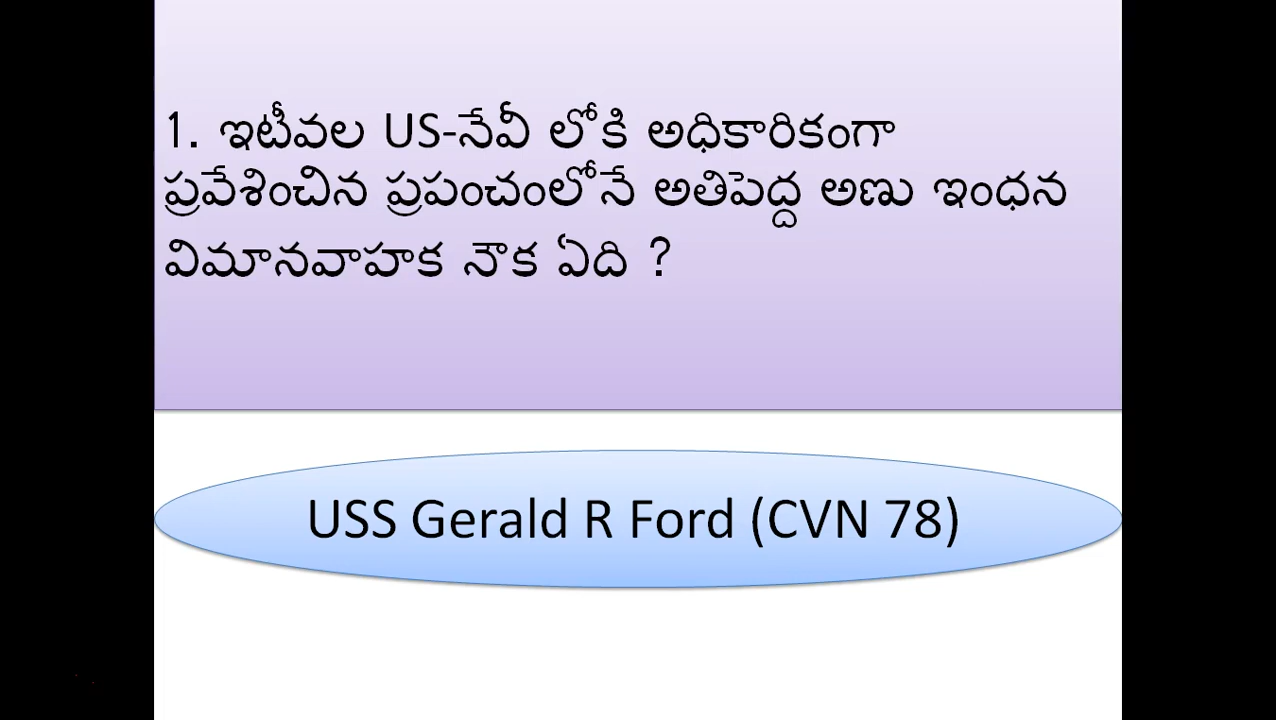 1. ఇటీవల US-నేవీ లోకి అధికారికంగా
ప్రవేశించిన ప్రపంచంలోనే అతిపెద్ద అణు ఇంధన
విమానవాహక నౌక ఏది ?
USS Gerald R Ford (CVN 78)